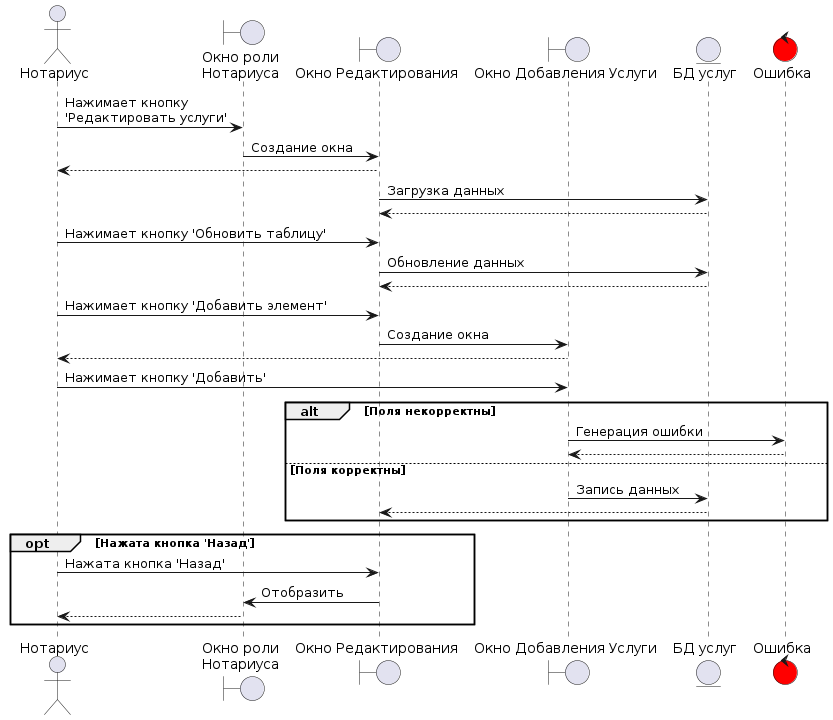 Нотариус
Окно роли
Нотариуса
Окно Редактирования
Окно Добавления Услуги
БД услуг
Ошибка
Нажимает кнопку
'Редактировать услуги'
Создание окна
Загрузка данных
Нажимает кнопку 'Обновить таблицу'
Обновление данных
Нажимает кнопку 'Добавить элемент'
Создание окна
Нажимает кнопку 'Добавить'
alt [Поля некорректны]
Генерация ошибки
[Поля корректны]
Запись данных
opt [Нажата кнопка 'Назад']
Нажата кнопка 'Назад'
Отобразить
Нотариус
Окно роли
Нотариуса
Окно Редактирования
Окно Добавления Услуги
БД услуг
Ошибка